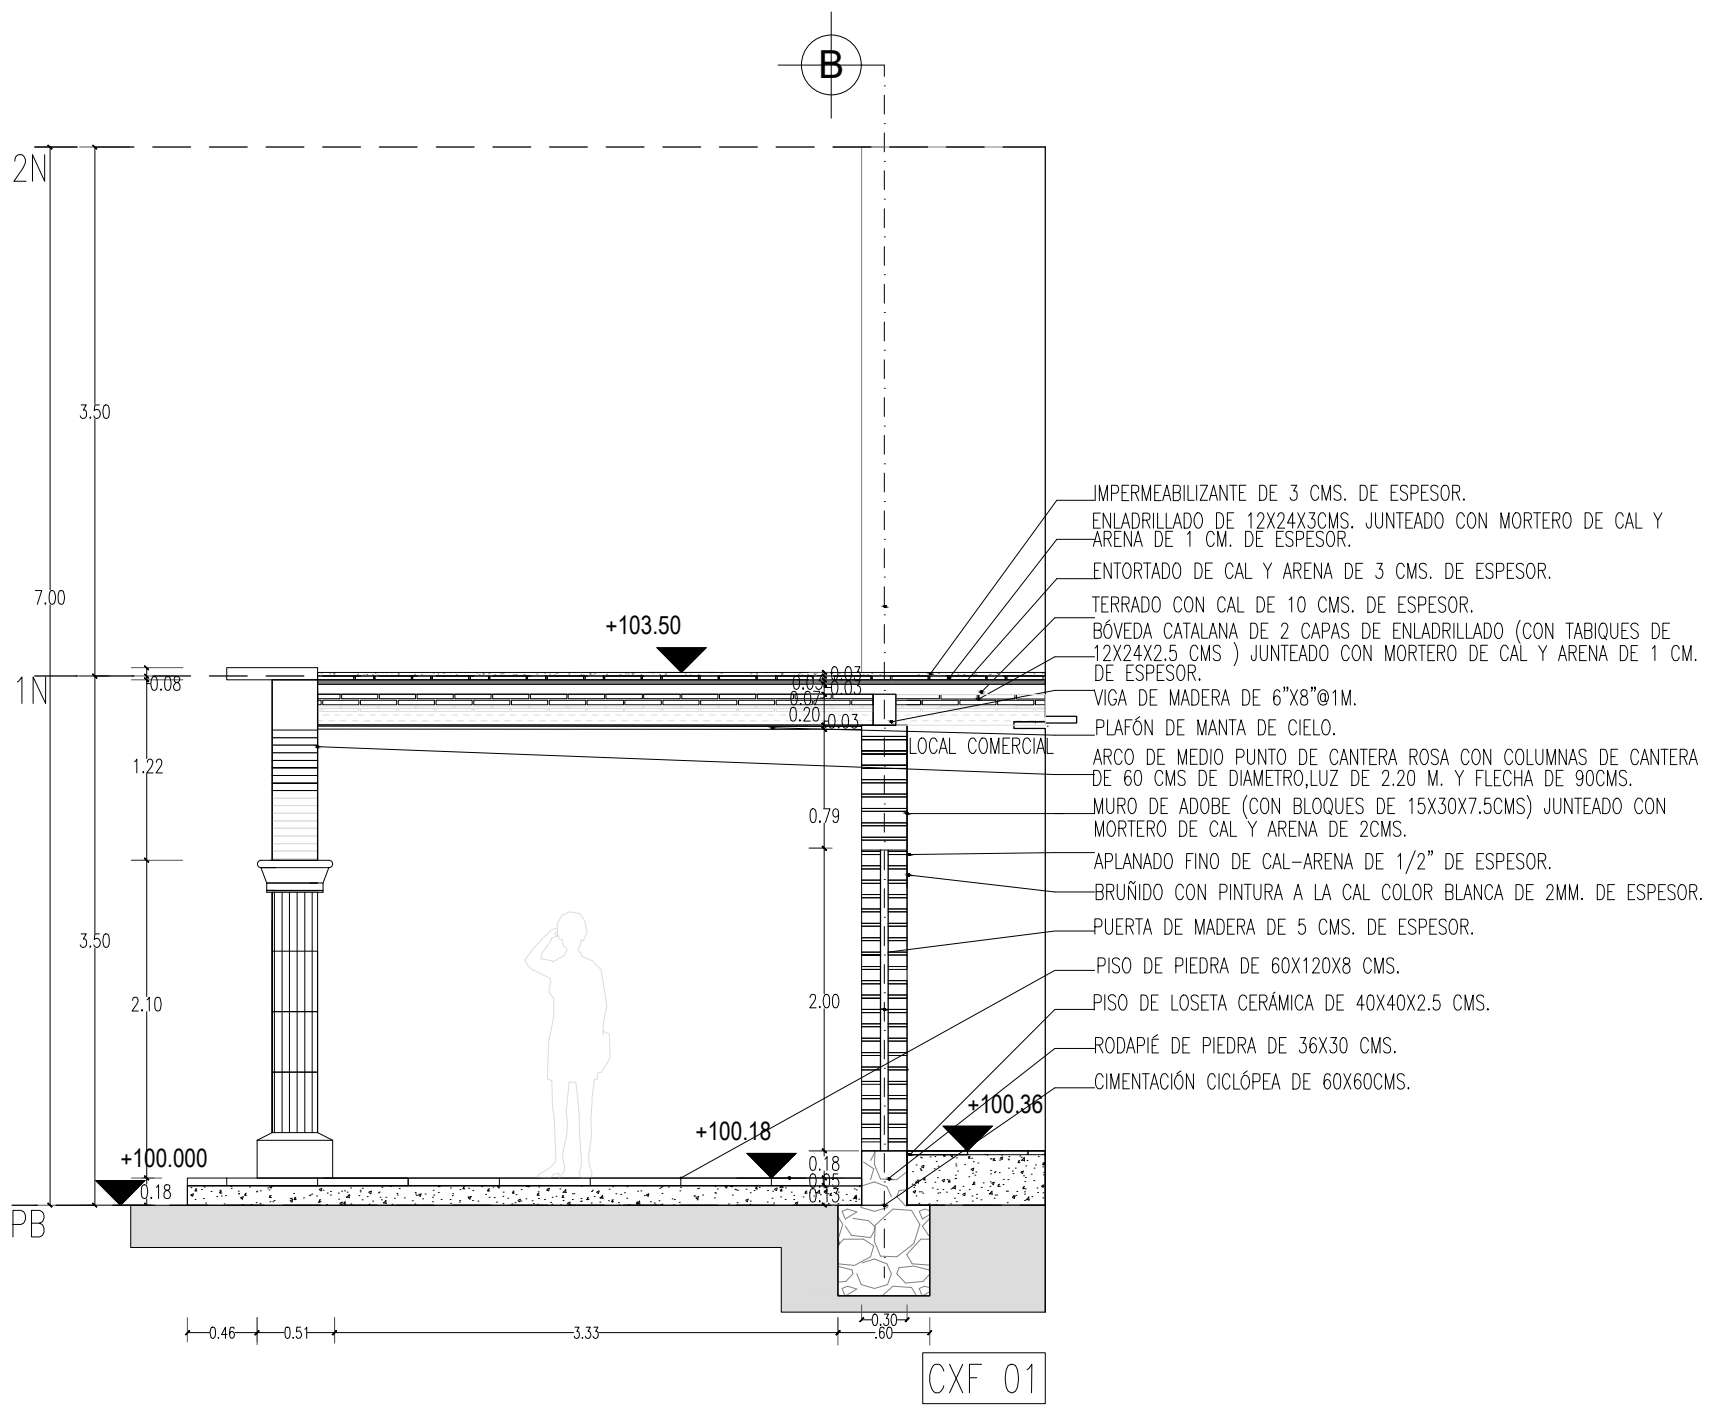 B
2N
3.50
7.00
IMPERMEABILIZANTE DE 3 CMS. DE ESPESOR.
ENLADRILLADO DE 12X24X3CMS. JUNTEADO CON MORTERO DE CAL Y
ARENA DE 1 CM. DE ESPESOR.
ENTORTADO DE CAL Y ARENA DE 3 CMS. DE ESPESOR.
TERRADO CON CAL DE 10 CMS. DE ESPESOR.
BÓVEDA CATALANA DE 2 CAPAS DE ENLADRILLADO (CON TABIQUES DE
12X24X2.5 CMS ) JUNTEADO CON MORTERO DE CAL Y ARENA DE 1 CM.
DE ESPESOR.
VIGA DE MADERA DE 6”X8”@1M.
PLAFÓN DE MANTA DE CIELO.
ARCO DE MEDIO PUNTO DE CANTERA ROSA CON COLUMNAS DE CANTERA
DE 60 CMS DE DIAMETRO,LUZ DE 2.20 M. Y FLECHA DE 90CMS.
MURO DE ADOBE (CON BLOQUES DE 15X30X7.5CMS) JUNTEADO CON
MORTERO DE CAL Y ARENA DE 2CMS.
APLANADO FINO DE CAL-ARENA DE 1/2” DE ESPESOR.
BRUÑIDO CON PINTURA A LA CAL COLOR BLANCA DE 2MM. DE ESPESOR.
PUERTA DE MADERA DE 5 CMS. DE ESPESOR.
PISO DE PIEDRA DE 60X120X8 CMS.
PISO DE LOSETA CERÁMICA DE 40X40X2.5 CMS.
RODAPIÉ DE PIEDRA DE 36X30 CMS.
CIMENTACIÓN CICLÓPEA DE 60X60CMS.
+103.50
1N
0.08
0.03
0.03
0.07
0.20
0.03
LOCAL COMERCIAL
1.22
0.79
3.50
2.10
2.00
+100.36
+100.18
+100.000
0.18
0.18
0.05
0.13
PB
0.46
0.51
3.33
0.30
.60
CXF 01